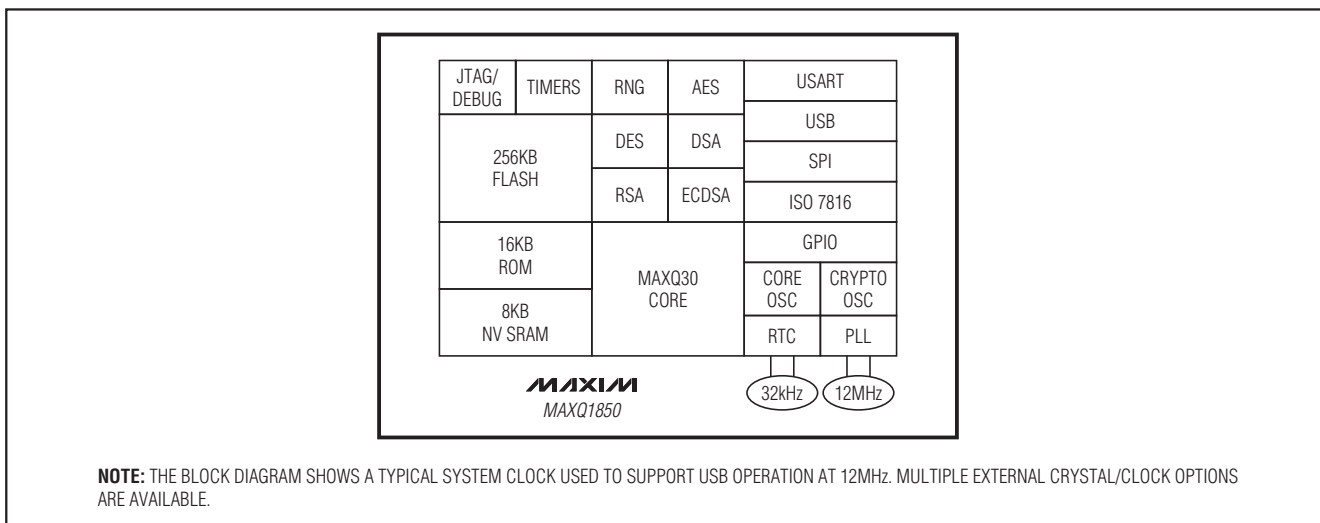 JTAG/
DEBUG
TIMERS
RNG
AES
USART
USB
DES
DSA
256KB
FLASH
SPI
RSA
ECDSA
ISO 7816
GPIO
16KB
ROM
MAXQ30
CORE
CORE
OSC
CRYPTO
OSC
8KB
NV SRAM
RTC
PLL
MAXIM
MAXQ1850
32kHz
12MHz
NOTE: THE BLOCK DIAGRAM SHOWS A TYPICAL SYSTEM CLOCK USED TO SUPPORT USB OPERATION AT 12MHz. MULTIPLE EXTERNAL CRYSTAL/CLOCK OPTIONS
ARE AVAILABLE.